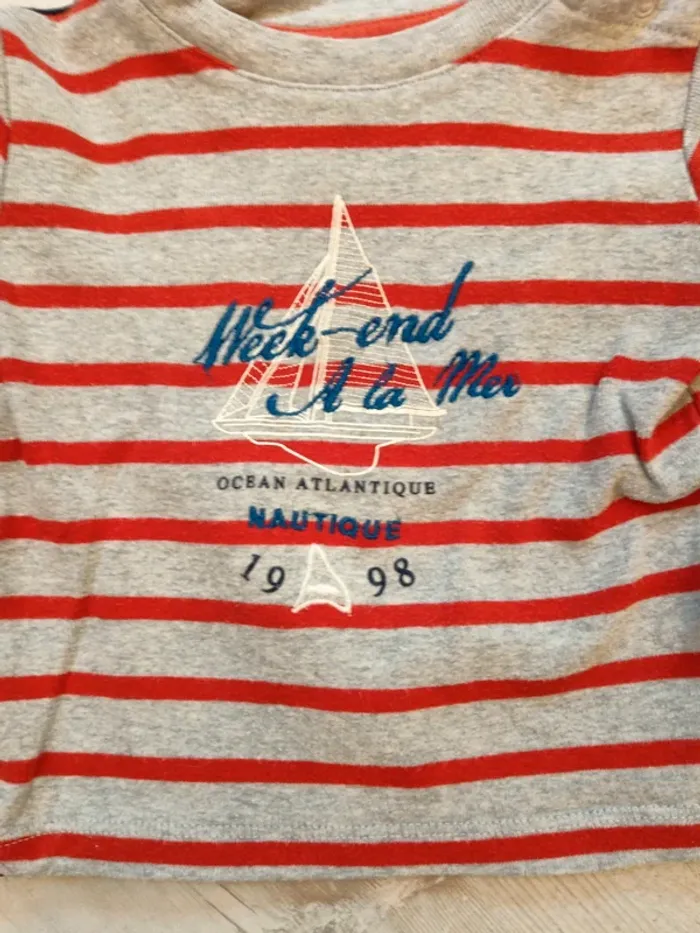 Week-end
A la Mer
OCEAN ATLANTIQUE
NAUTIQUE
19 98